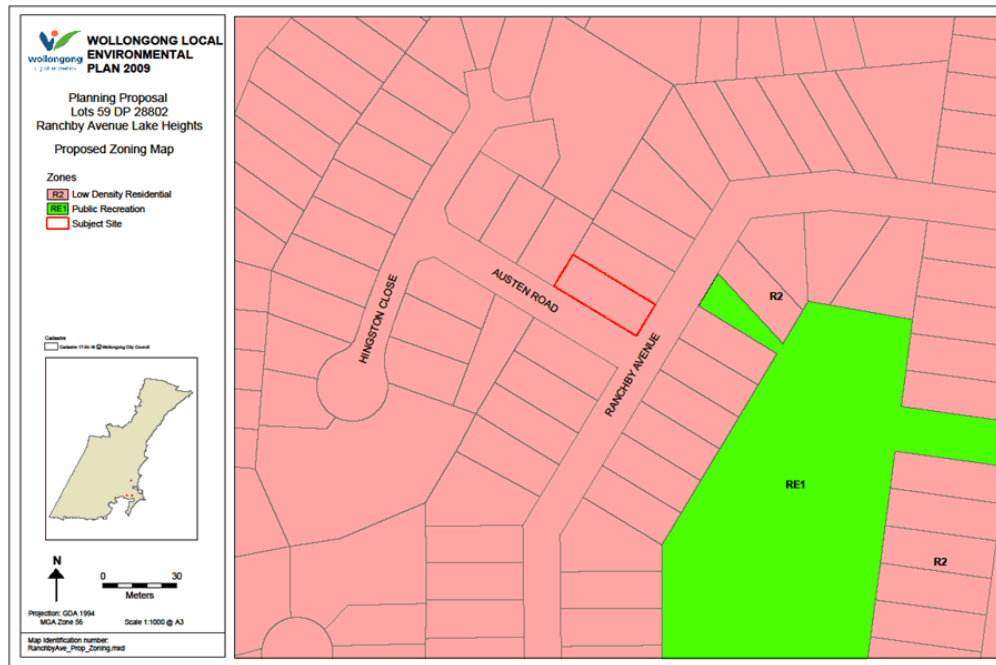 wollongong
city of innovation
WOLLONGONG LOCAL
ENVIRONMENTAL
PLAN 2009
Planning Proposal
Lots 59 DP 28802
Ranchby Avenue Lake Heights
Proposed Zoning Map
Zones
R2 Low Density Residential
RE1 Public Recreation
Subject Site
Cadastre
N
0 30
Meters
Projection: GDA 1994
MGA Zone 56
Scale 1:1000 @ A3
Map Identification number:
RanchbyAve_Prop_Zoning.mxd
HINGSTON CLOSE
AUSTEN ROAD
RANCHBY AVENUE
R2
RE1
R2